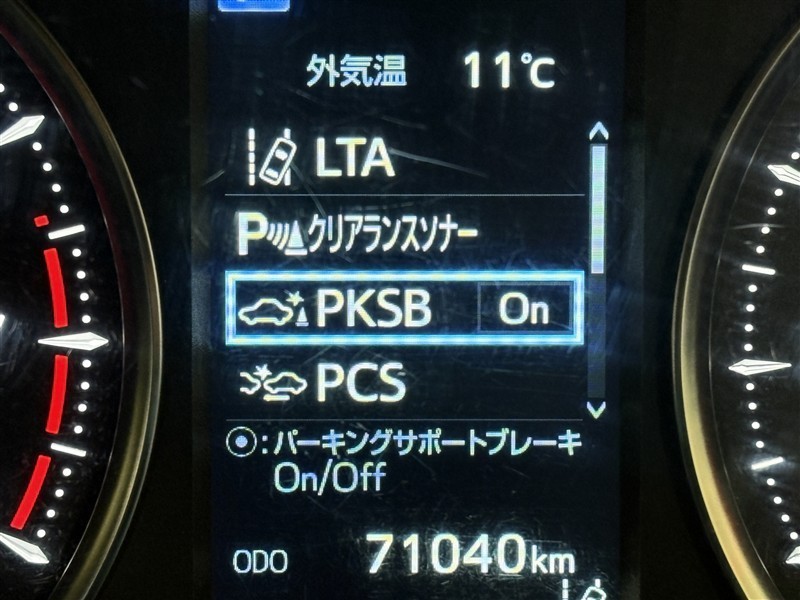 外気温 11℃
LTA
Pクリアランスソナー
PKSB On
PCS
:パーキングサポートブレーキ
On/Off
ODO 71040km